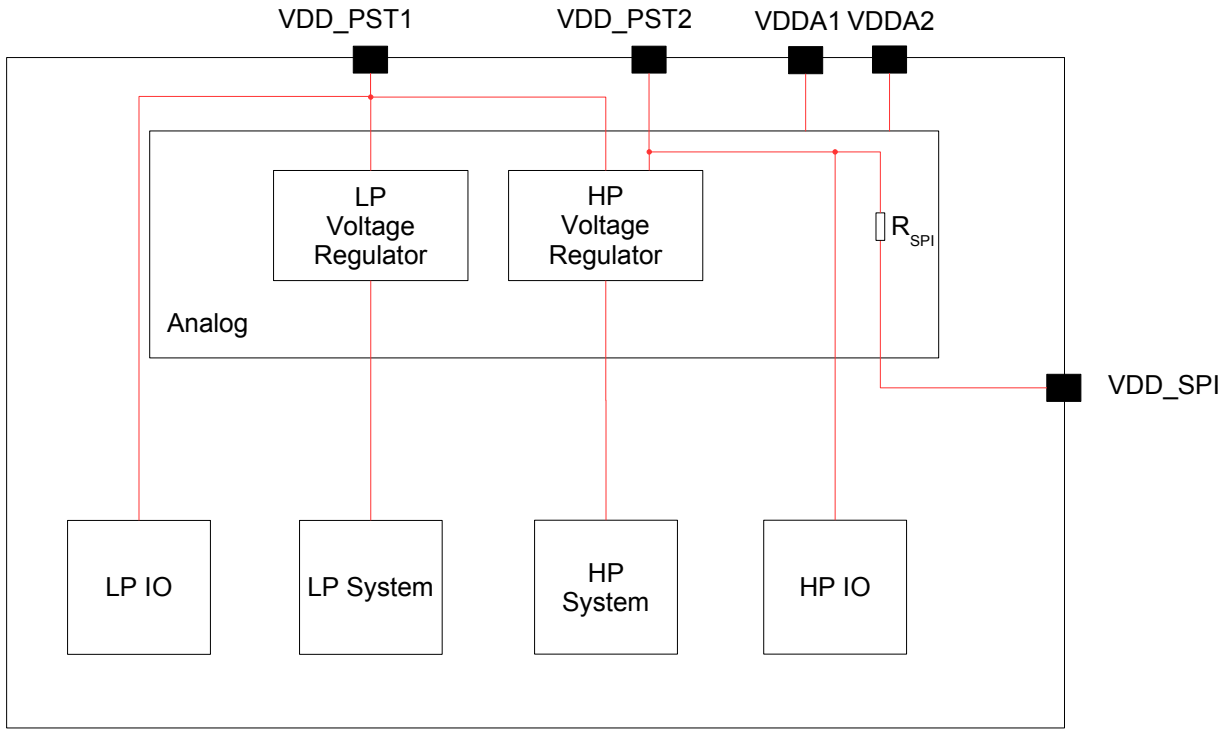 VDD_PST1
VDD_PST2
VDDA1
VDDA2
LP
Voltage
Regulator
HP
Voltage
Regulator
RSPI
Analog
VDD_SPI
LP IO
LP System
HP
System
HP IO